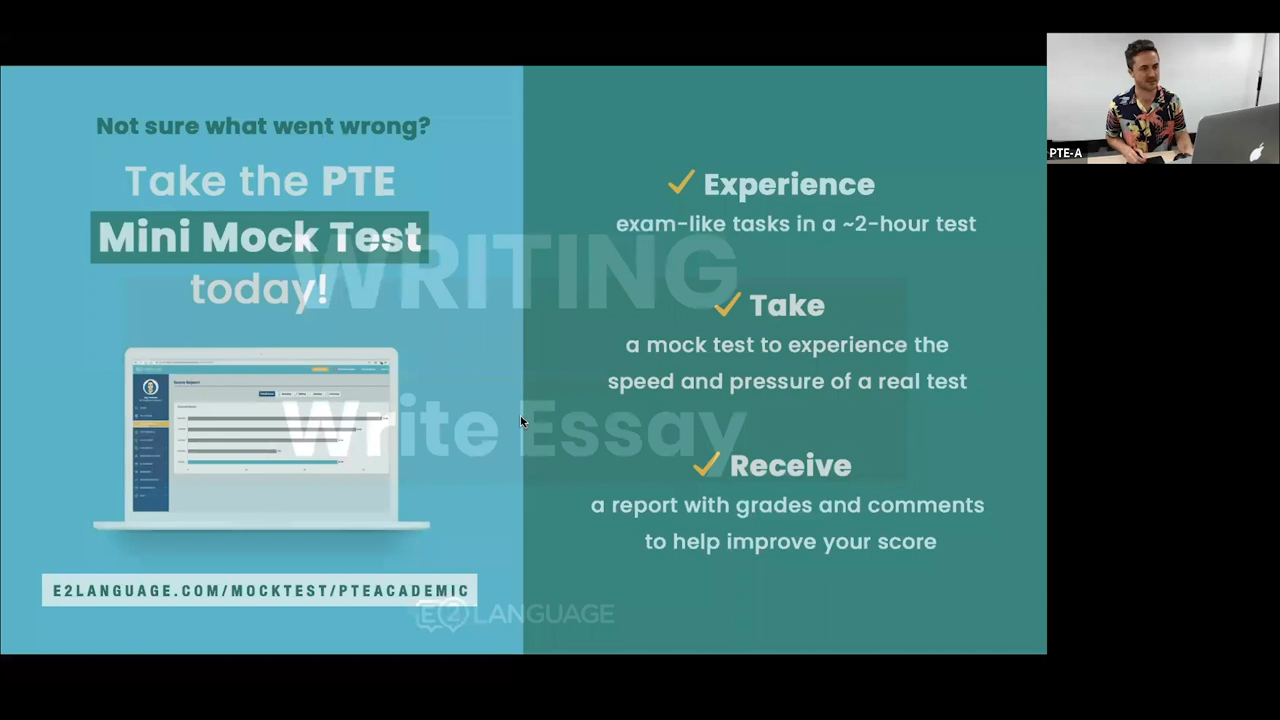 Not sure what went wrong?
Take the PTE
Mini Mock Test
today!
E2LANGUAGE.COM/MOCKTEST/PTEACADEMIC
WRITING
Write Essay
E2 LANGUAGE
Experience
exam-like tasks in a ~2-hour test
Take
a mock test to experience the
speed and pressure of a real test
Receive
a report with grades and comments
to help improve your score
PTE-A